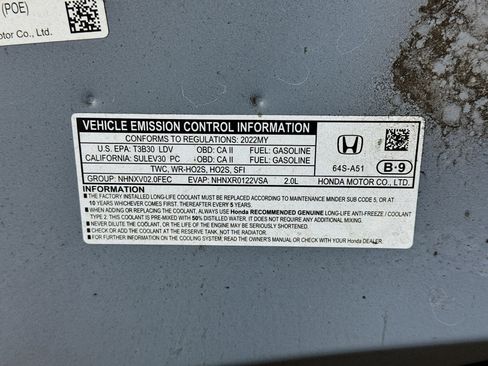 (POE)
tor Co., Ltd.
VEHICLE EMISSION CONTROL INFORMATION
CONFORMS TO REGULATIONS: 2022MY
U.S. EPA: T3B30 LDV OBD: CA II FUEL: GASOLINE
CALIFORNIA: SULEV30 PC OBD: CA II FUEL: GASOLINE
TWC, WR-HO2S, HO2S, SFI
GROUP: NHNXV02.0FEC EVAP: NHNXR0122VSA 2.0L
64S-A51
B-9
HONDA MOTOR CO., LTD.
INFORMATION
■ THE FACTORY INSTALLED LONG-LIFE COOLANT MUST BE REPLACED ACCORDING TO MAINTENANCE MINDER SUB CODE 5, OR AT
10 YEARS WHICHEVER COMES FIRST. THEREAFTER EVERY 5 YEARS.
■ WHEN ADDING OR REPLACING THE COOLANT, ALWAYS USE Honda RECOMMENDED GENUINE LONG-LIFE ANTI-FREEZE / COOLANT
TYPE 2. THIS COOLANT IS PRE-MIXED WITH 50% DISTILLED WATER. IT DOES NOT REQUIRE ANY ADDITIONAL MIXING.
■ OTHERWISE, THE LIFE OF THE ENGINE MAY BE SERIOUSLY SHORTENED.
■ CHECK OR ADD THE COOLANT AT THE RESERVE TANK, NOT THE RADIATOR.
■ FOR FURTHER INFORMATION ON THE COOLING SYSTEM, READ THE OWNER'S MANUAL OR CHECK WITH AN Honda DEALER.